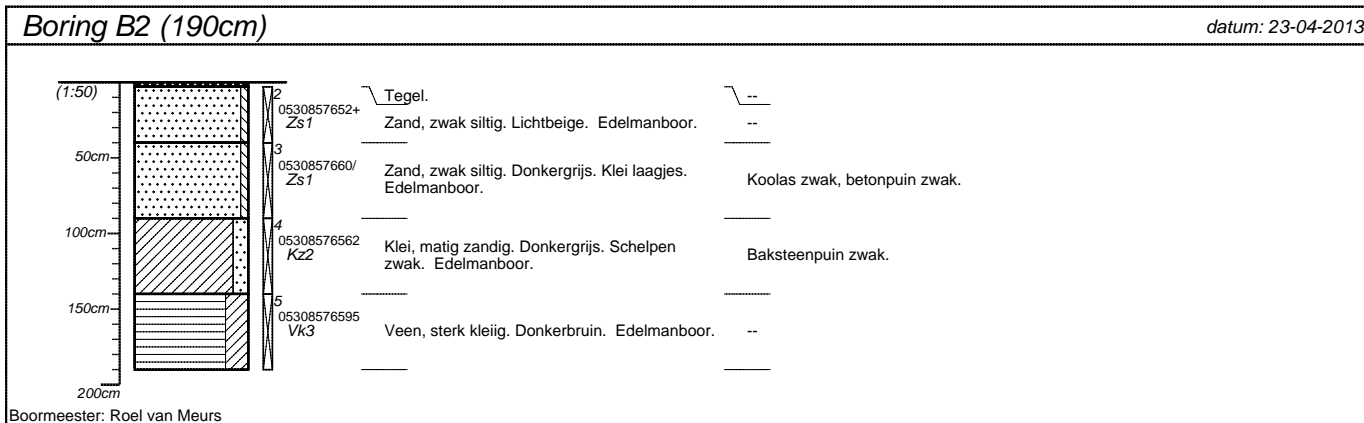 Boring B2 (190cm)
datum: 23-04-2013
(1:50)
2
0530857652+
Zs1
Tegel.
--
Zand, zwak siltig. Lichtbeige. Edelmanboor.
--
50cm
3
0530857660/
Zs1
Zand, zwak siltig. Donkergrijs. Klei laagjes.
Edelmanboor.
Koolas zwak, betonpuin zwak.
100cm
4
05308576562
Kz2
Klei, matig zandig. Donkergrijs. Schelpen
zwak. Edelmanboor.
Baksteenpuin zwak.
150cm
5
05308576595
Vk3
Veen, sterk kleiig. Donkerbruin. Edelmanboor.
--
200cm
Boormeester: Roel van Meurs